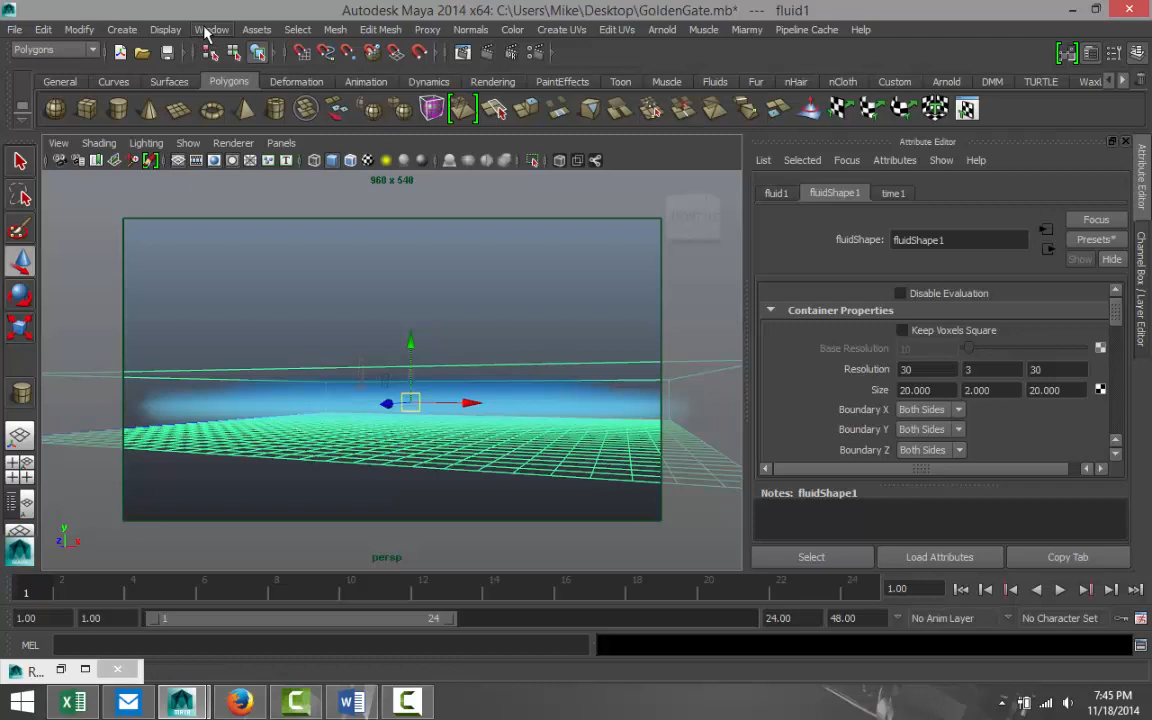 Autodesk Maya 2014 x64: C:\Users\Mike\Desktop\GoldenGate.mb* --- fluid1
File Edit Modify Create Display Window Assets Select Mesh Edit Mesh Proxy Normals Color Create UVs Edit UVs Arnold Muscle Miarmy Pipeline Cache Help
Polygons
General Curves Surfaces Polygons Deformation Animation Dynamics Rendering PaintEffects Toon Muscle Fluids Fur nHair nCloth Custom Arnold DMM TURTLE Waxi
View Shading Lighting Show Renderer Panels
960 x 540
persp
Attribute Editor
List Selected Focus Attributes Show Help
fluid1 fluidShape1 time1
Focus
fluidShape: fluidShape1
Presets*
Show Hide
Disable Evaluation
Container Properties
Keep Voxels Square
Base Resolution 10
Resolution 30 3 30
Size 20.000 2.000 20.000
Boundary X Both Sides
Boundary Y Both Sides
Boundary Z Both Sides
Notes: fluidShape1
Select Load Attributes Copy Tab
Attribute Editor
Channel Box / Layer Editor
2 4 6 8 10 12 14 16 18 20 22 24
1 1.00
1.00 1.00 1 24 24.00 48.00 No Anim Layer No Character Set
MEL
R...
7:45 PM
11/18/2014